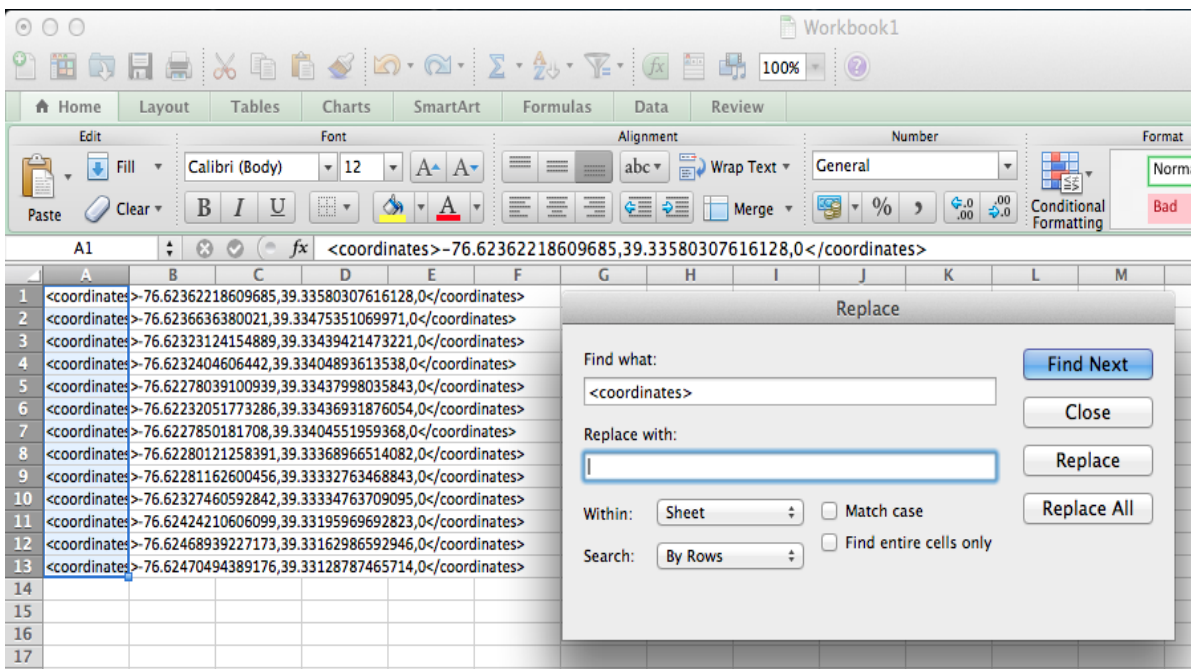 Workbook1
100%
Home Layout Tables Charts SmartArt Formulas Data Review
Edit Font Alignment Number Format
Fill Calibri (Body) 12 A A abc Wrap Text General
Paste Clear B I U A Merge % , .0 .00 .00 .0 Conditional Formatting Norma Bad
A1 fx <coordinates>-76.62362218609685,39.33580307616128,0</coordinates>
A B C D E F G H I J K L M
1 <coordinates>-76.62362218609685,39.33580307616128,0</coordinates>
2 <coordinates>-76.6236636380021,39.33475351069971,0</coordinates>
3 <coordinates>-76.62323124154889,39.33439421473221,0</coordinates>
4 <coordinates>-76.6232404606442,39.33404893613538,0</coordinates>
5 <coordinates>-76.62278039100939,39.33437998035843,0</coordinates>
6 <coordinates>-76.62232051773286,39.33436931876054,0</coordinates>
7 <coordinates>-76.6227850181708,39.33404551959368,0</coordinates>
8 <coordinates>-76.62280121258391,39.33368966514082,0</coordinates>
9 <coordinates>-76.62281162600456,39.33332763468843,0</coordinates>
10 <coordinates>-76.62327460592842,39.33334763709095,0</coordinates>
11 <coordinates>-76.62424210606099,39.33195969692823,0</coordinates>
12 <coordinates>-76.62468939227173,39.33162986592946,0</coordinates>
13 <coordinates>-76.62470494389176,39.33128787465714,0</coordinates>
14
15
16
17
Replace
Find what:
<coordinates>
Replace with:
Within: Sheet Match case
Search: By Rows Find entire cells only
Find Next
Close
Replace
Replace All